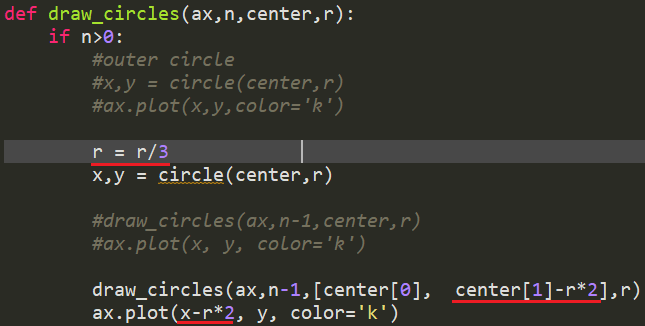 def draw_circles(ax,n,center,r):
if n>0:
#outer circle
#x,y = circle(center,r)
#ax.plot(x,y,color='k')
r = r/3
x,y = circle(center,r)
#draw_circles(ax,n-1,center,r)
#ax.plot(x, y, color='k')
draw_circles(ax,n-1,[center[0],  center[1]-r*2],r)
ax.plot(x-r*2, y, color='k')